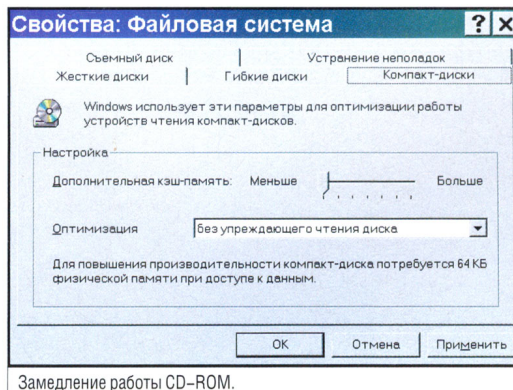 Свойства: Файловая система
Съемный диск Устранение неполадок
Жесткие диски Гибкие диски Компакт-диски
Windows использует эти параметры для оптимизации работы
устройств чтения компакт-дисков.
Настройка
Дополнительная кэш-память: Меньше Больше
Оптимизация без упреждающего чтения диска
Для повышения производительности компакт-диска потребуется 64 КБ
физической памяти при доступе к данным.
ОК Отмена Применить
Замедление работы CD-ROM.